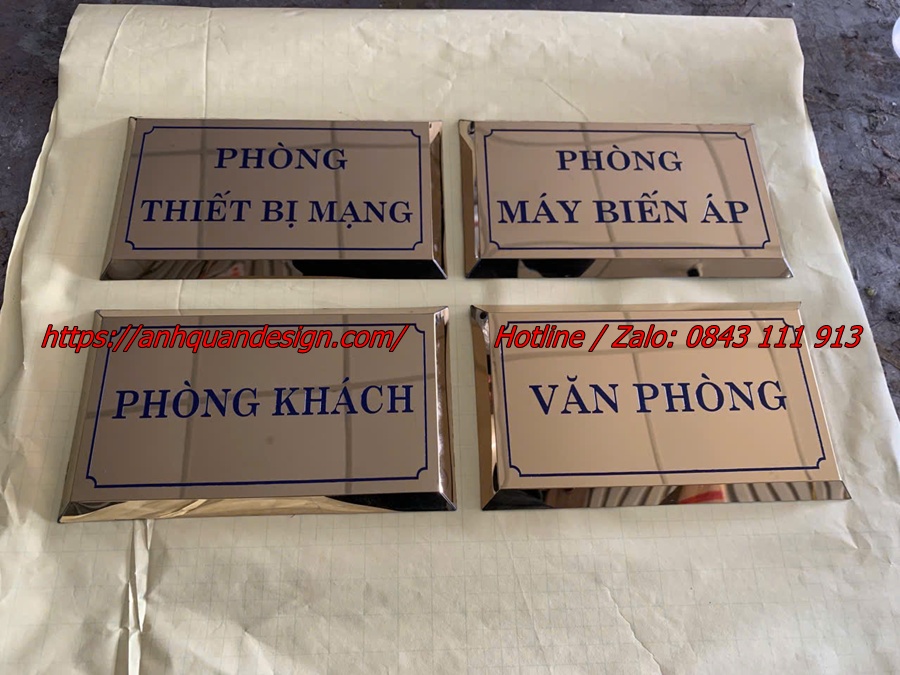 PHÒNG
THIẾT BỊ MẠNG
PHÒNG
MÁY BIẾN ÁP
https://anhquandesign.com/
Hotline / Zalo: 0843 111 913
PHÒNG KHÁCH
VĂN PHÒNG